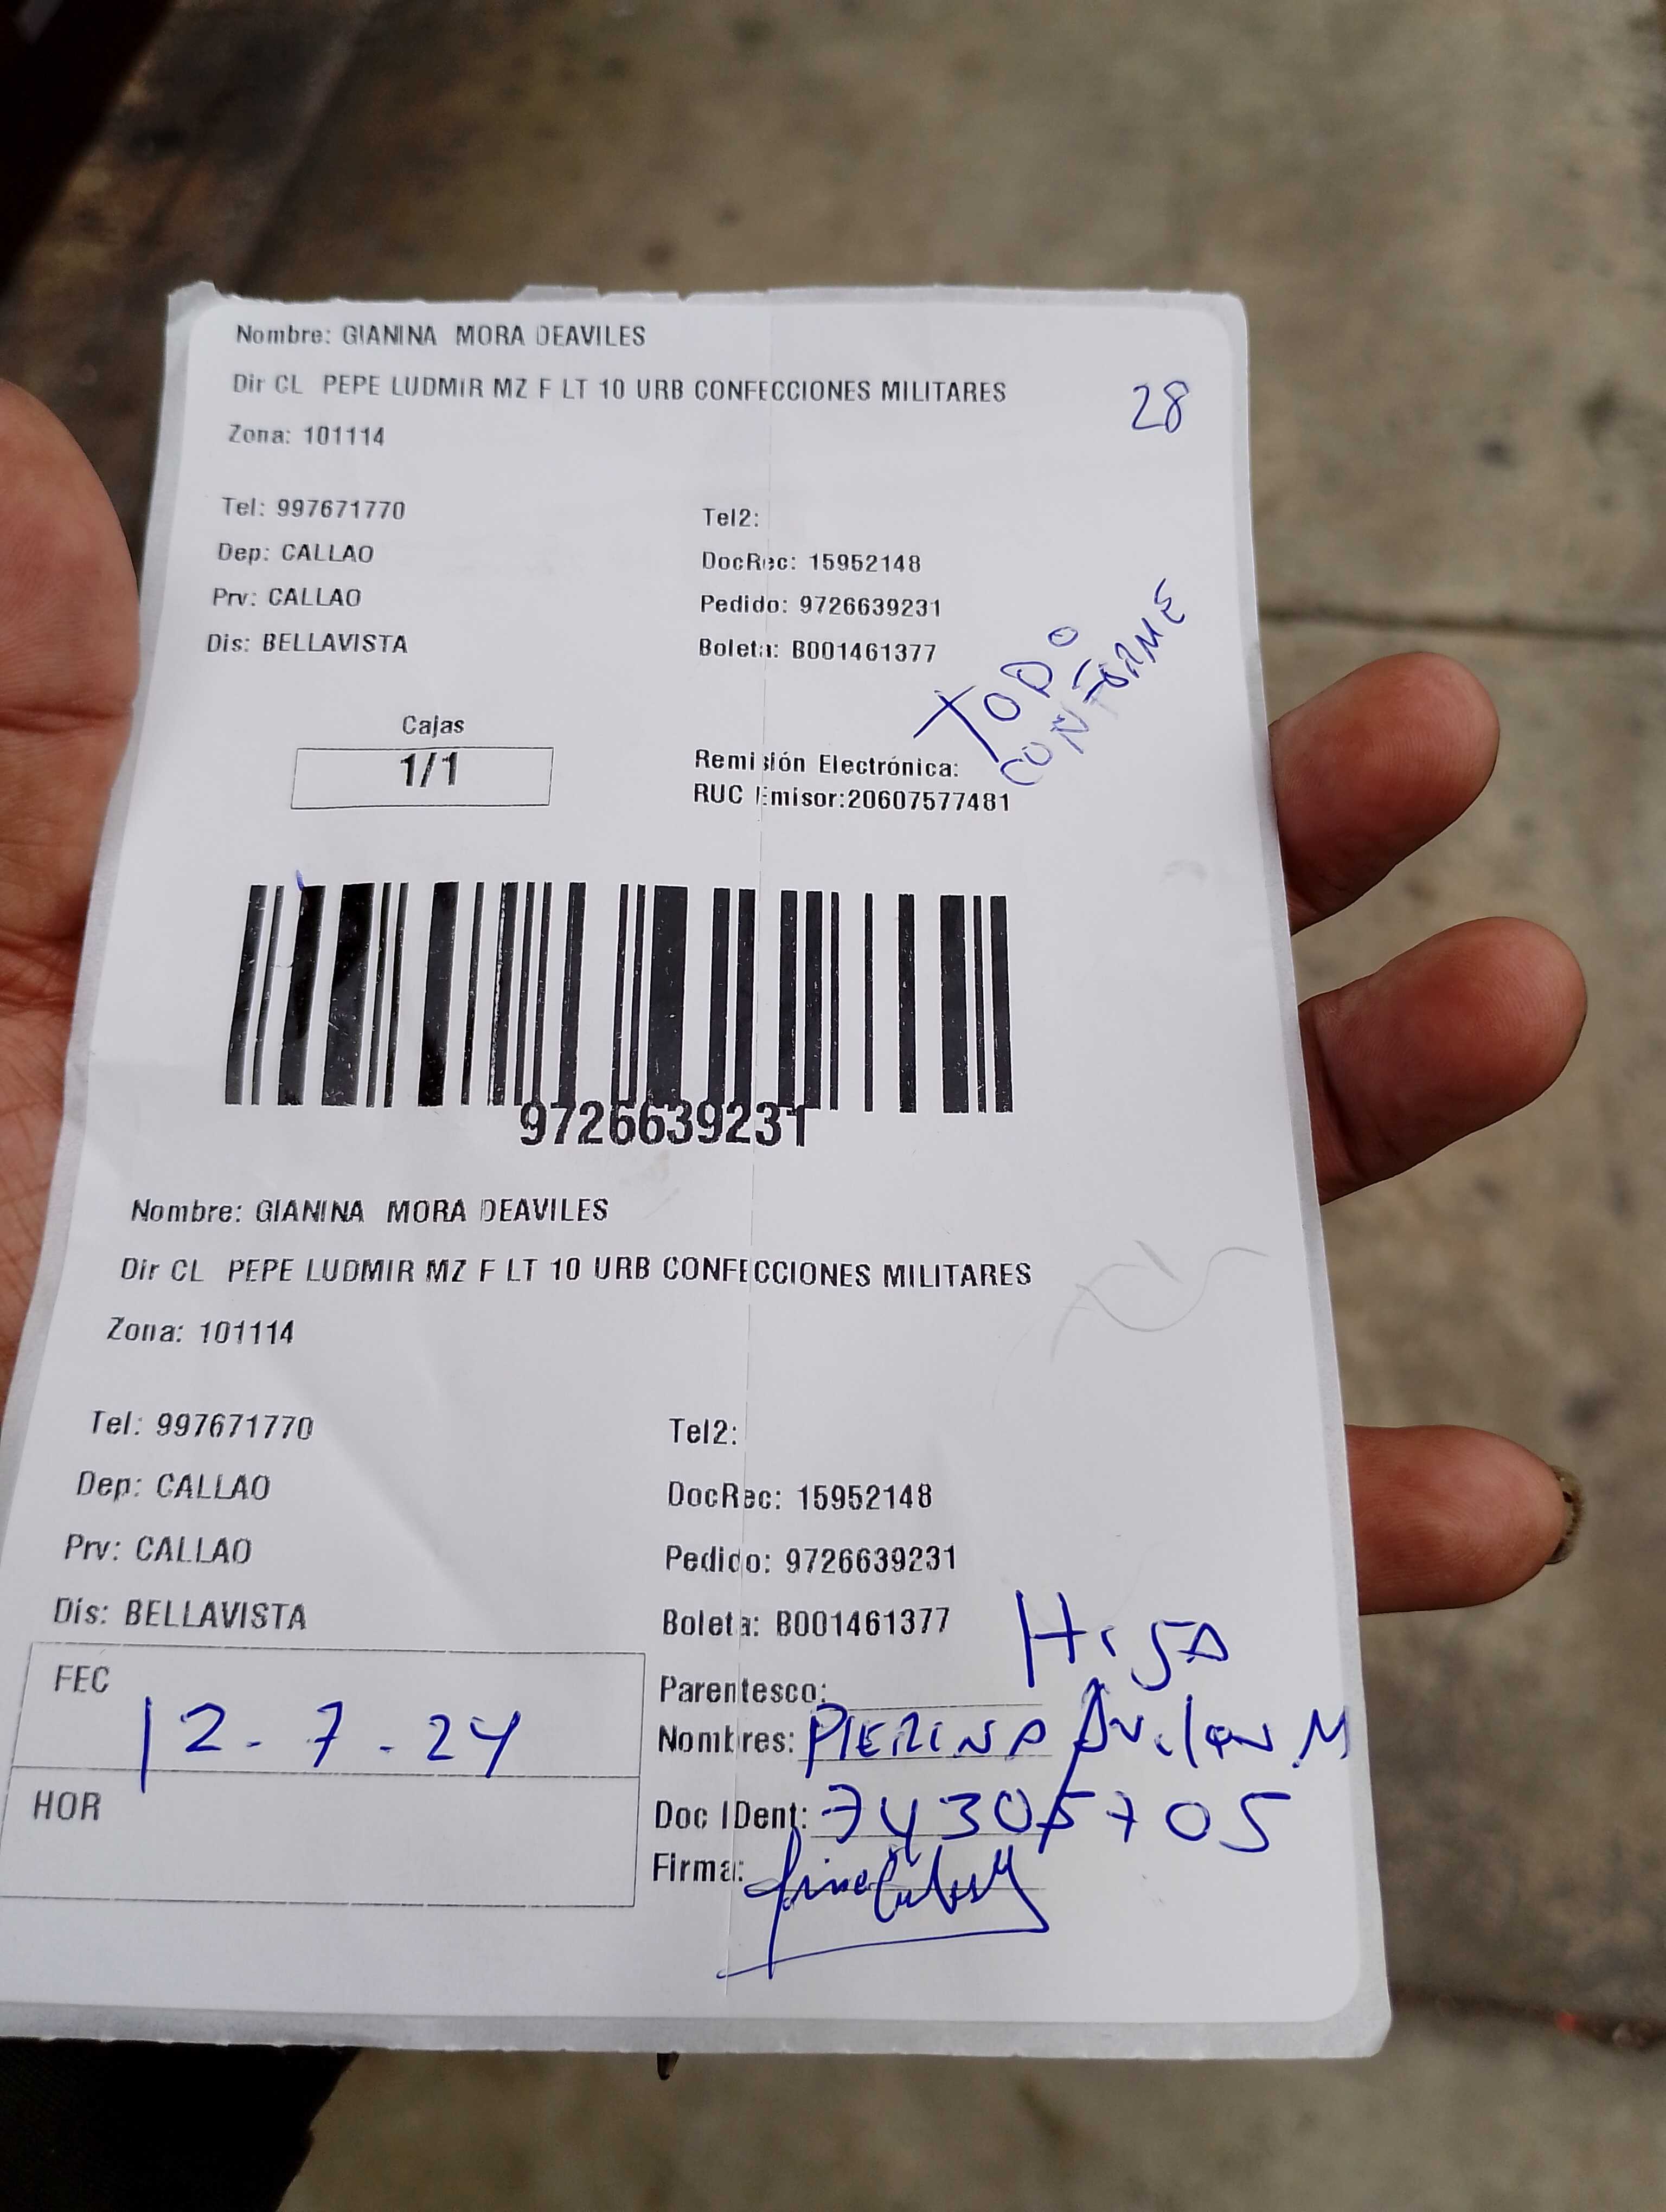 Nombre: GIANINA MORA DEAVILES
Dir CL PEPE LUDMIR MZ F LT 10 URB CONFECCIONES MILITARES
28
Zona: 101114
Tel: 997671770
Tel2:
Dep: CALLAO
DocRec: 15952148
Prv: CALLAO
Pedido: 9726639231
Dis: BELLAVISTA
Boleta: B001461377
TODO
CONFORME
Cajas
1/1
Remisión Electrónica:
RUC Emisor:20607577481
9726639231
Nombre: GIANINA MORA DEAVILES
Dir CL PEPE LUDMIR MZ F LT 10 URB CONFECCIONES MILITARES
Zona: 101114
Tel: 997671770
Tel2:
Dep: CALLAO
DocRec: 15952148
Prv: CALLAO
Pedido: 9726639231
Dis: BELLAVISTA
Boleta: B001461377
FEC
12-7-24
HOR
Parentesco: HIJA
Nombres: PIERINA M
Doc IDent: 74305705
Firma: